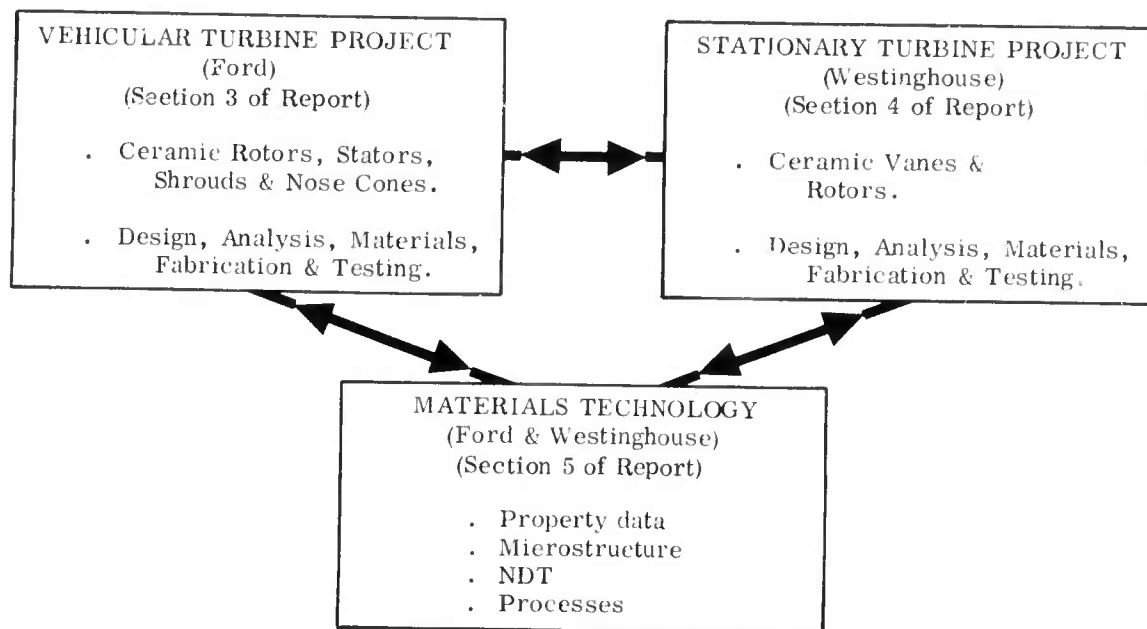 VEHICULAR TURBINE PROJECT
(Ford)
(Section 3 of Report)
. Ceramic Rotors, Stators,
Shrouds & Nose Cones.
. Design, Analysis, Materials,
Fabrication & Testing.
STATIONARY TURBINE PROJECT
(Westinghouse)
(Section 4 of Report)
. Ceramic Vanes &
Rotors.
. Design, Analysis, Materials,
Fabrication & Testing.
MATERIALS TECHNOLOGY
(Ford & Westinghouse)
(Section 5 of Report)
. Property data
. Microstructure
. NDT
. Processes